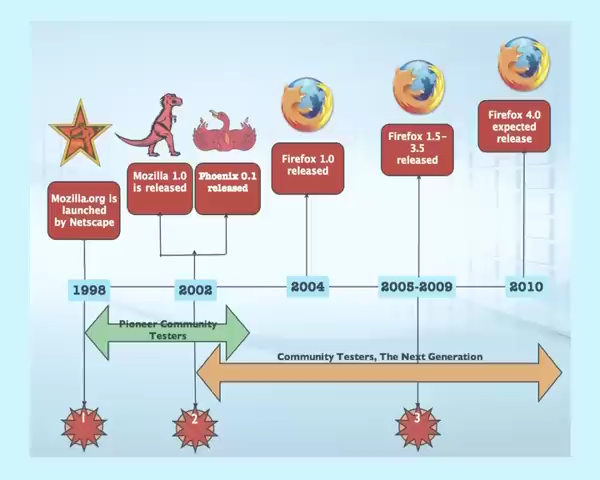 Firefox 4.0
expected
release
Firefox 1.5-
3.5
released
Firefox 1.0
released
Mozilla 1.0
is released
Phoenix 0.1
released
Mozilla.org is
launched
by Netscape
1998
2002
2004
2005-2009
2010
Pioneer Community
Testers
Community Testers, The Next Generation
1
2
3